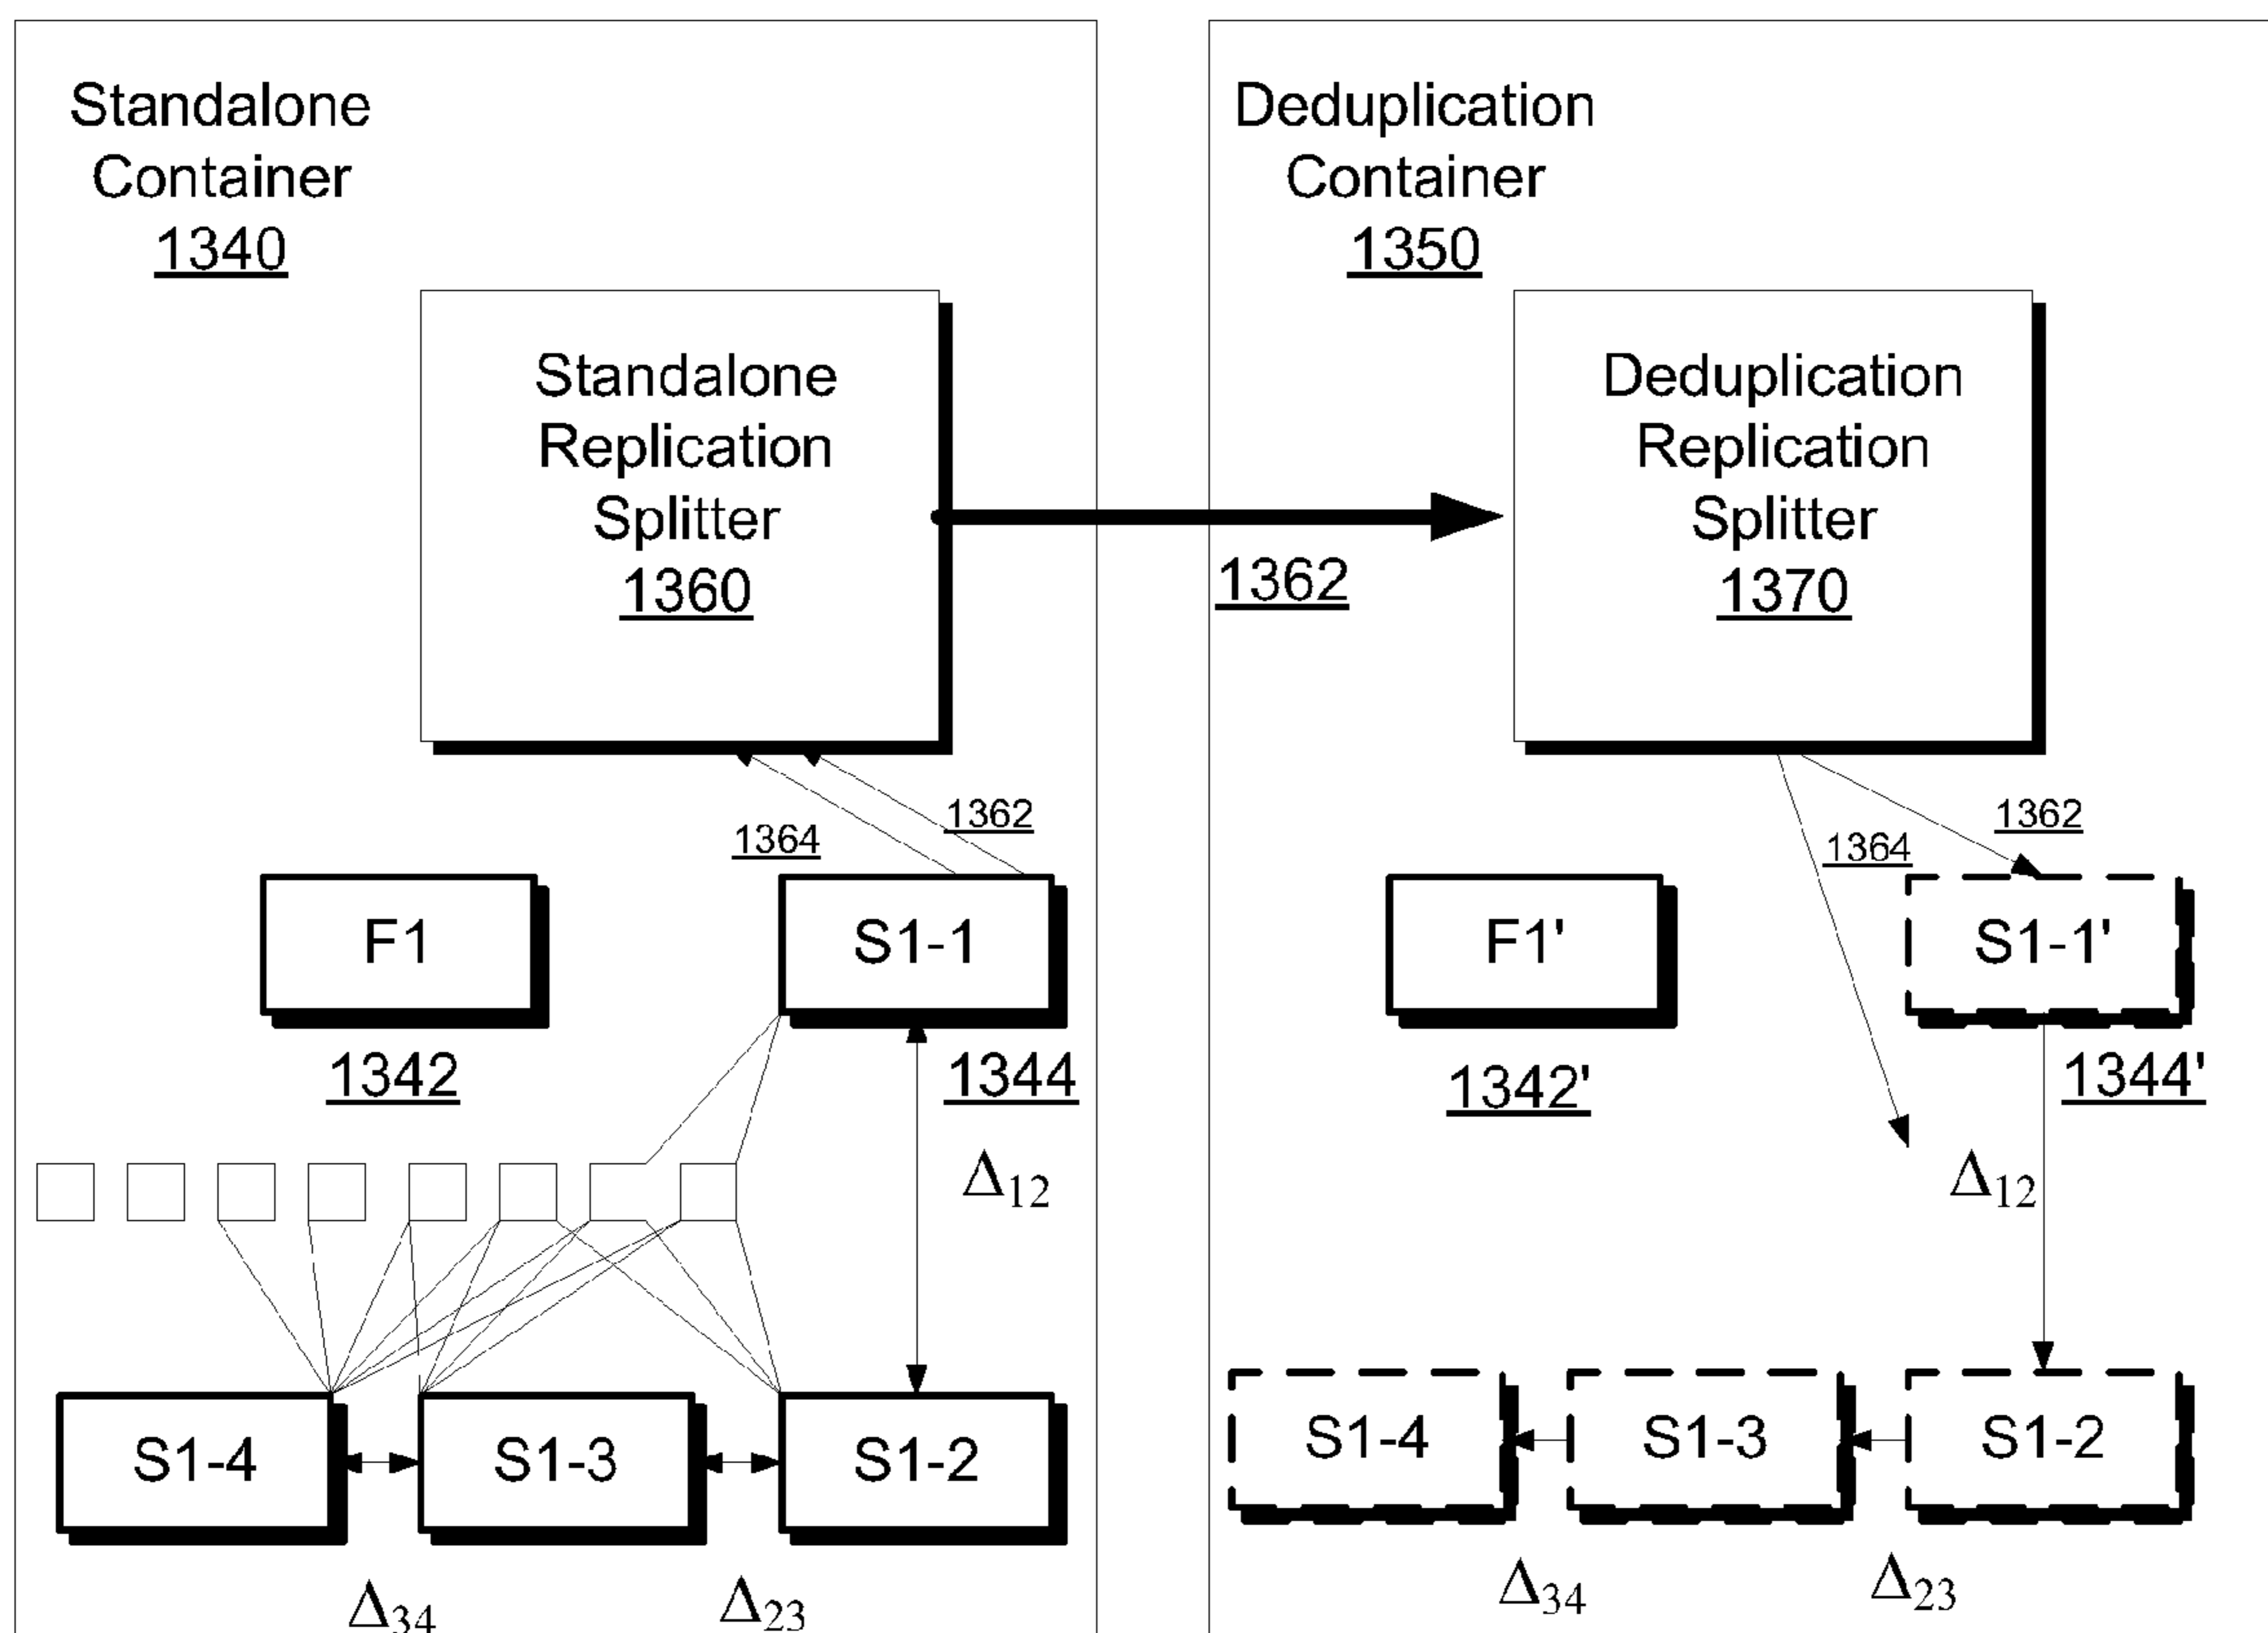 Standalone
Container
1340
Standalone
Replication
Splitter
1360
1364
1362
F1
1342
S1-1
1344
Δ12
S1-4
S1-3
S1-2
Δ34
Δ23
1362
Deduplication
Container
1350
Deduplication
Replication
Splitter
1370
1362
1364
F1'
1342'
S1-1'
1344'
Δ12
S1-4
S1-3
S1-2
Δ34
Δ23